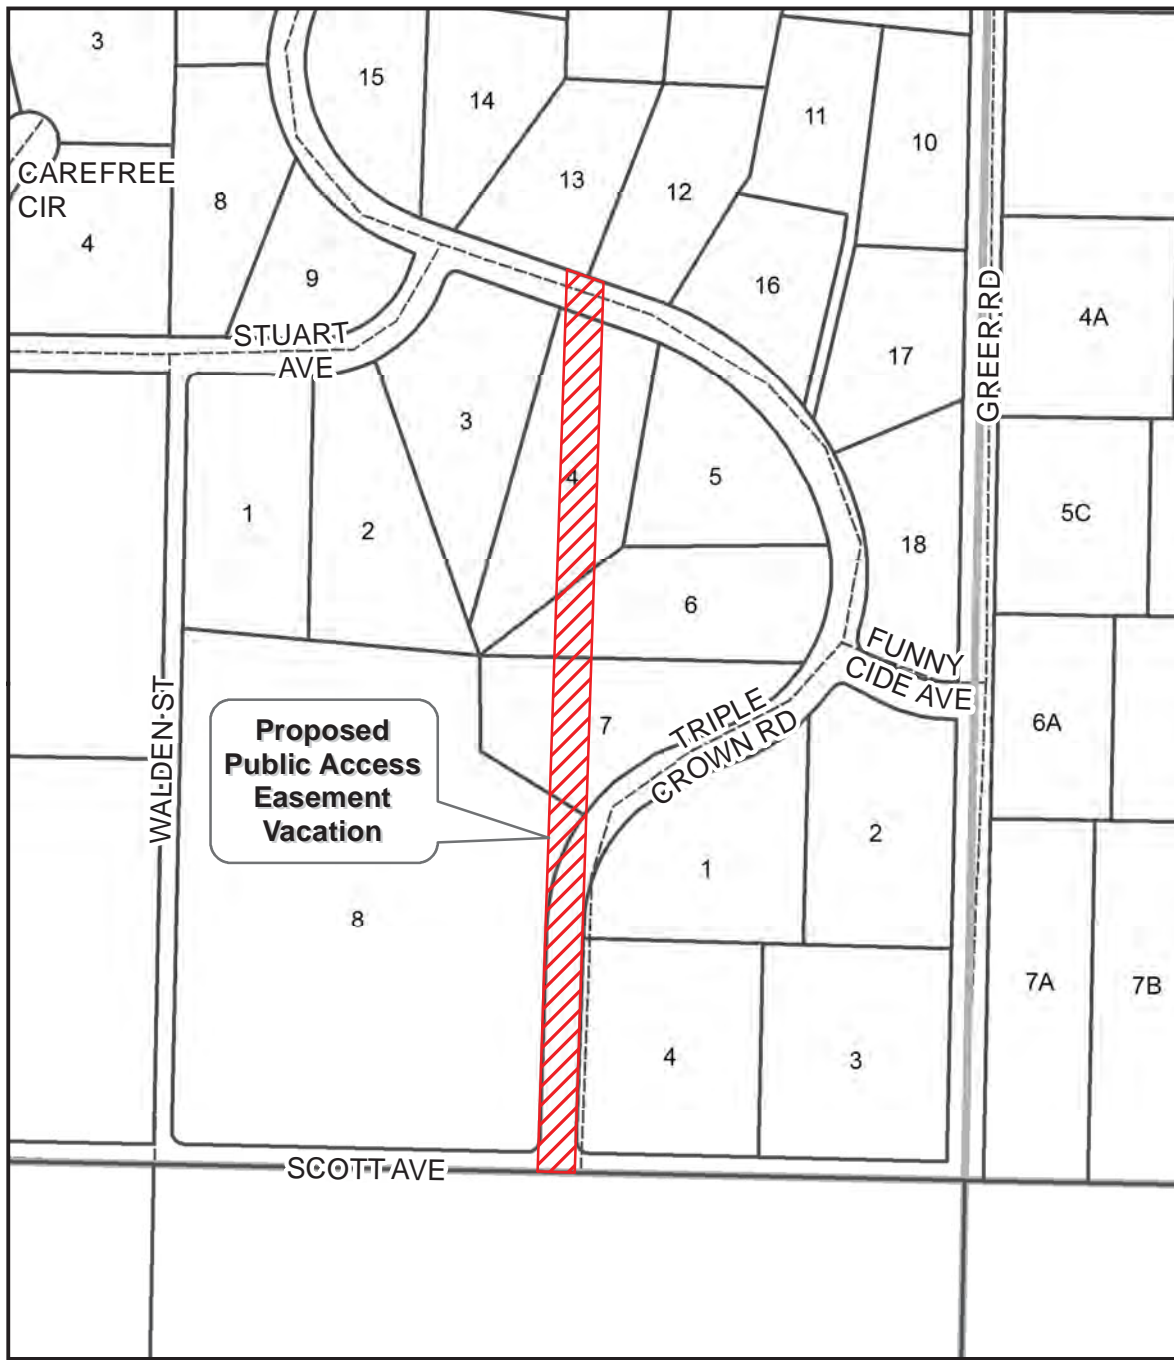 3
15
14
11
10
13
12
CAREFREE
CIR
8
4
9
16
4A
STUART
AVE
17
GREER RD
3
4
5
1
2
5C
18
6
FUNNY
CIDE AVE
WALDEN ST
Proposed
Public Access
Easement
Vacation
7
TRIPLE
CROWN RD
6A
2
1
8
7A
7B
4
3
SCOTT AVE